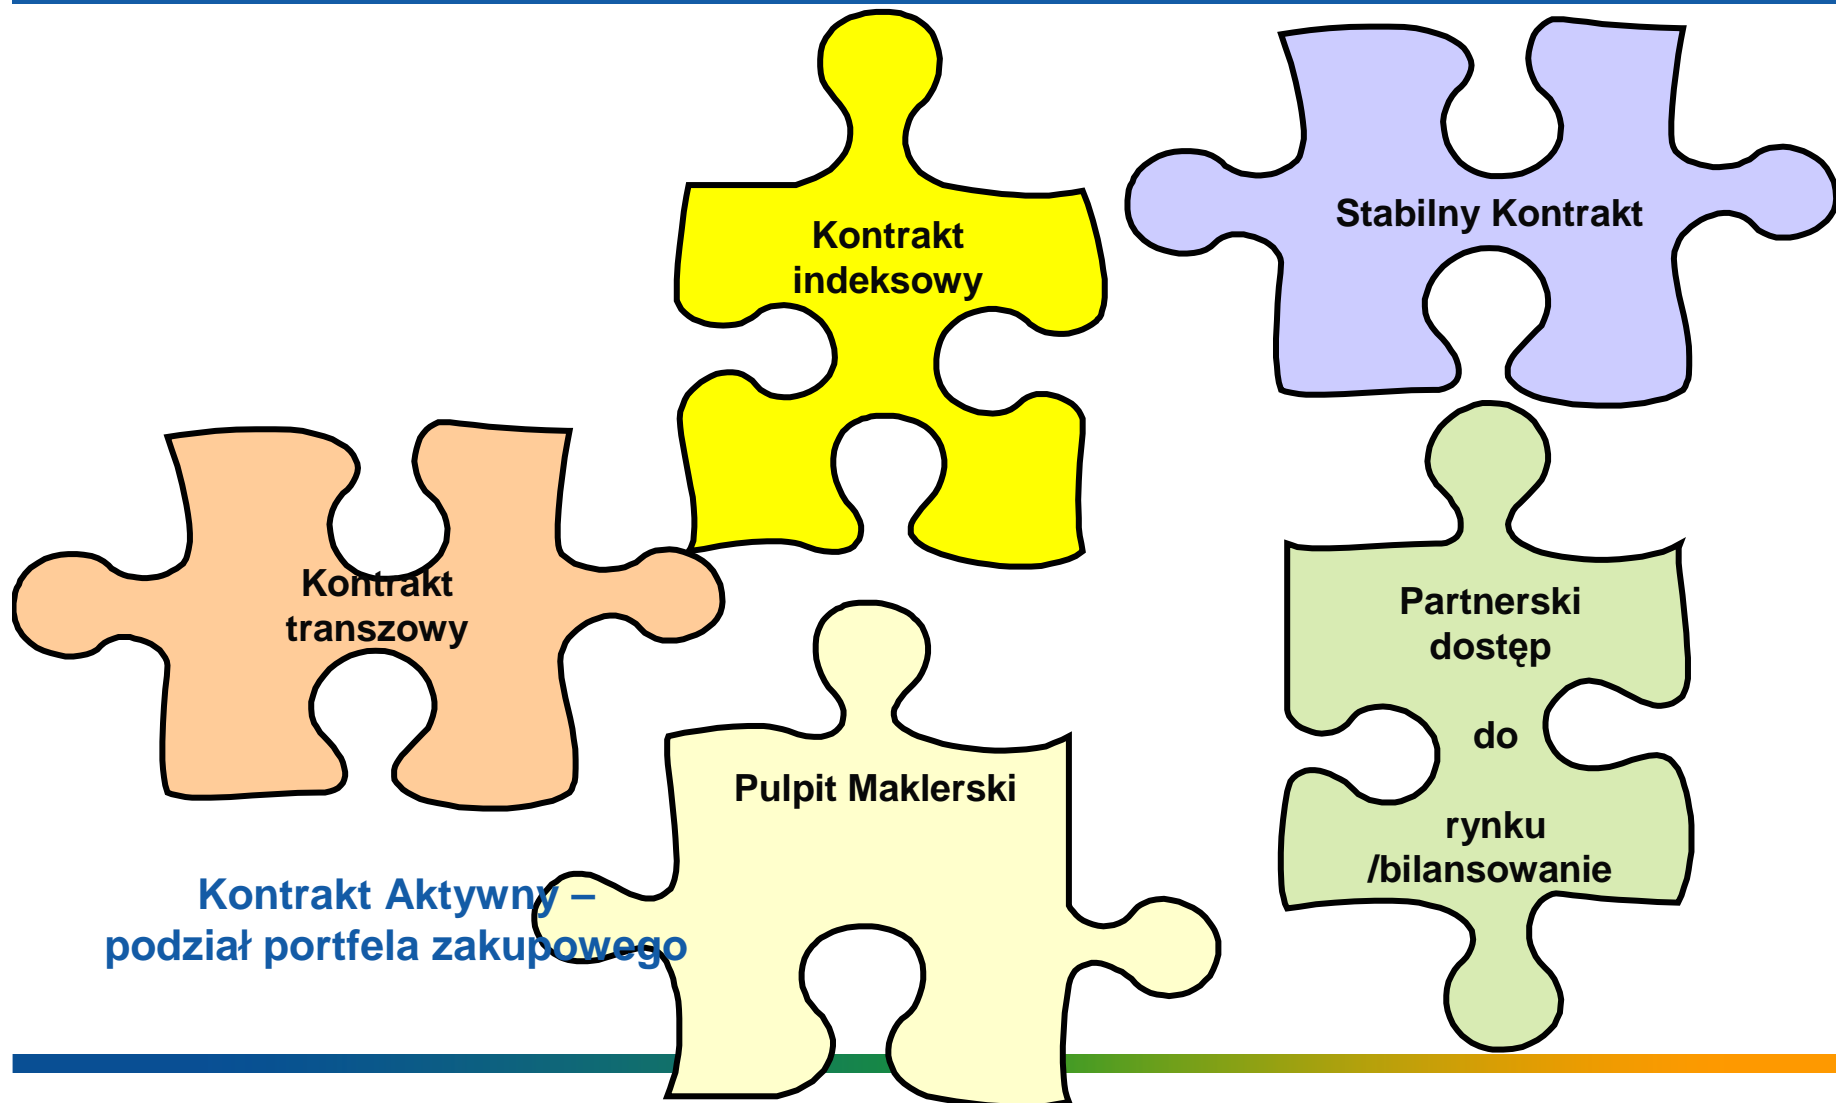 Kontrakt
indeksowy
Stabilny Kontrakt
Kontrakt
transzowy
Partnerski
dostęp
do
rynku
/bilansowanie
Pulpit Maklerski
Kontrakt Aktywny –
podział portfela zakupowego